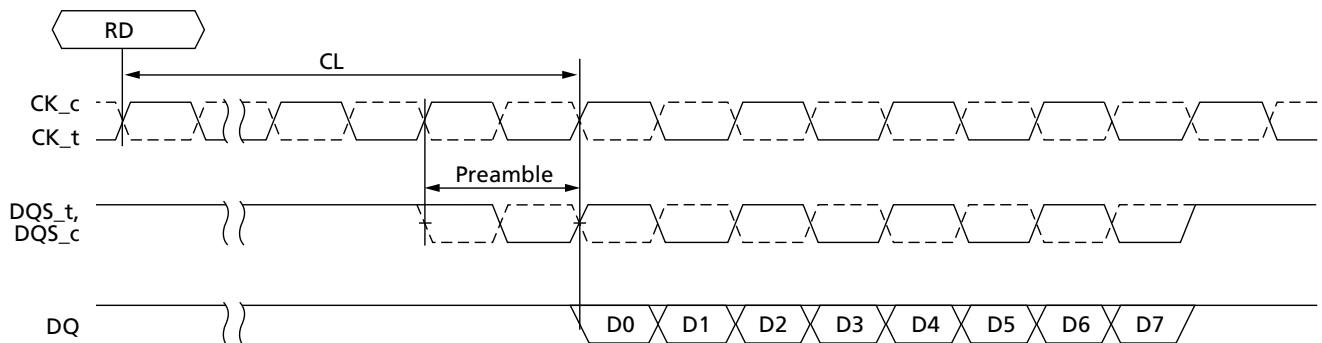 RD
CL
CK_c
CK_t
Preamble
DQS_t,
DQS_c
DQ
D0 D1 D2 D3 D4 D5 D6 D7